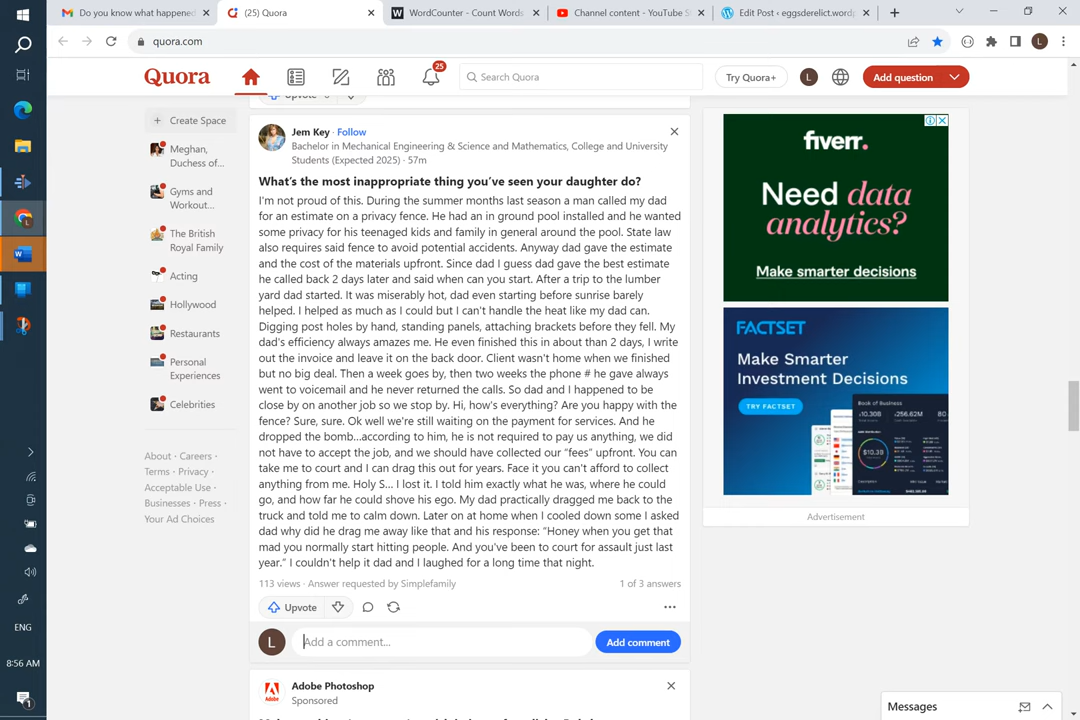 Do you know what happened
(25) Quora
WordCounter - Count Words
Channel content - YouTube S
Edit Post ‹ eggsderelict.wordp
quora.com
L
Quora
25
Search Quora
Try Quora+
L
Add question
Create Space
Meghan,
Duchess of...
Gyms and
Workout...
The British
Royal Family
Acting
Hollywood
Restaurants
Personal
Experiences
Celebrities
About · Careers ·
Terms · Privacy ·
Acceptable Use ·
Businesses · Press ·
Your Ad Choices
Upvote
Jem Key · Follow
Bachelor in Mechanical Engineering & Science and Mathematics, College and University
Students (Expected 2025) · 57m
What's the most inappropriate thing you've seen your daughter do?
I'm not proud of this. During the summer months last season a man called my dad
for an estimate on a privacy fence. He had an in ground pool installed and he wanted
some privacy for his teenaged kids and family in general around the pool. State law
also requires said fence to avoid potential accidents. Anyway dad gave the estimate
and the cost of the materials upfront. Since dad I guess dad gave the best estimate
he called back 2 days later and said when can you start. After a trip to the lumber
yard dad started. It was miserably hot, dad even starting before sunrise barely
helped. I helped as much as I could but I can't handle the heat like my dad can.
Digging post holes by hand, standing panels, attaching brackets before they fell. My
dad's efficiency always amazes me. He even finished this in about than 2 days, I write
out the invoice and leave it on the back door. Client wasn't home when we finished
but no big deal. Then a week goes by, then two weeks the phone # he gave always
went to voicemail and he never returned the calls. So dad and I happened to be
close by on another job so we stop by. Hi, how's everything? Are you happy with the
fence? Sure, sure. Ok well we're still waiting on the payment for services. And he
dropped the bomb...according to him, he is not required to pay us anything, we did
not have to accept the job, and we should have collected our "fees" upfront. You can
take me to court and I can drag this out for years. Face it you can't afford to collect
anything from me. Holy S... I lost it. I told him exactly what he was, where he could
go, and how far he could shove his ego. My dad practically dragged me back to the
truck and told me to calm down. Later on at home when I cooled down some I asked
dad why did he drag me away like that and his response: "Honey when you get that
mad you normally start hitting people. And you've been to court for assault just last
year." I couldn't help it dad and I laughed for a long time that night.
113 views · Answer requested by Simplefamily
1 of 3 answers
Upvote
L
Add a comment...
Add comment
Adobe Photoshop
Sponsored
fiverr.
Need data
analytics?
Make smarter decisions
FACTSET
Make Smarter
Investment Decisions
TRY FACTSET
Book of Business
$10.30B
256.62M
$10.3B
Advertisement
Messages
ENG
8:56 AM
1